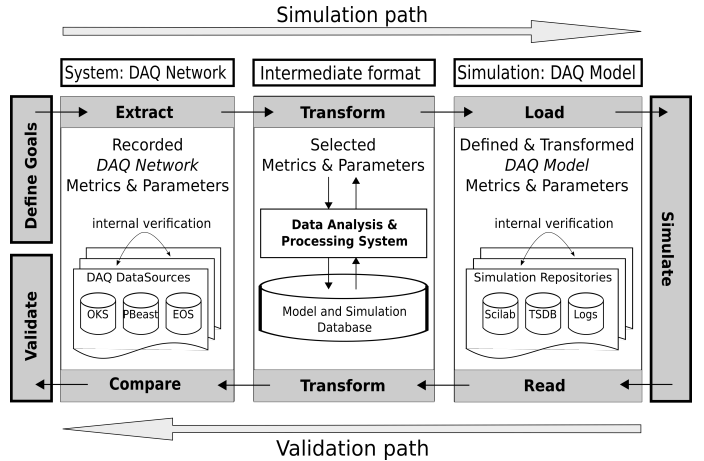 Simulation path
System: DAQ Network
Intermediate format
Simulation: DAQ Model
Define Goals
Extract
Transform
Load
Simulate
Recorded
DAQ Network
Metrics & Parameters
Selected
Metrics & Parameters
Defined & Transformed
DAQ Model
Metrics & Parameters
internal verification
DAQ DataSources
OKS
PBeast
EOS
Data Analysis &
Processing System
Model and Simulation
Database
internal verification
Simulation Repositories
Scilab
TSDB
Logs
Validate
Compare
Transform
Read
Validation path